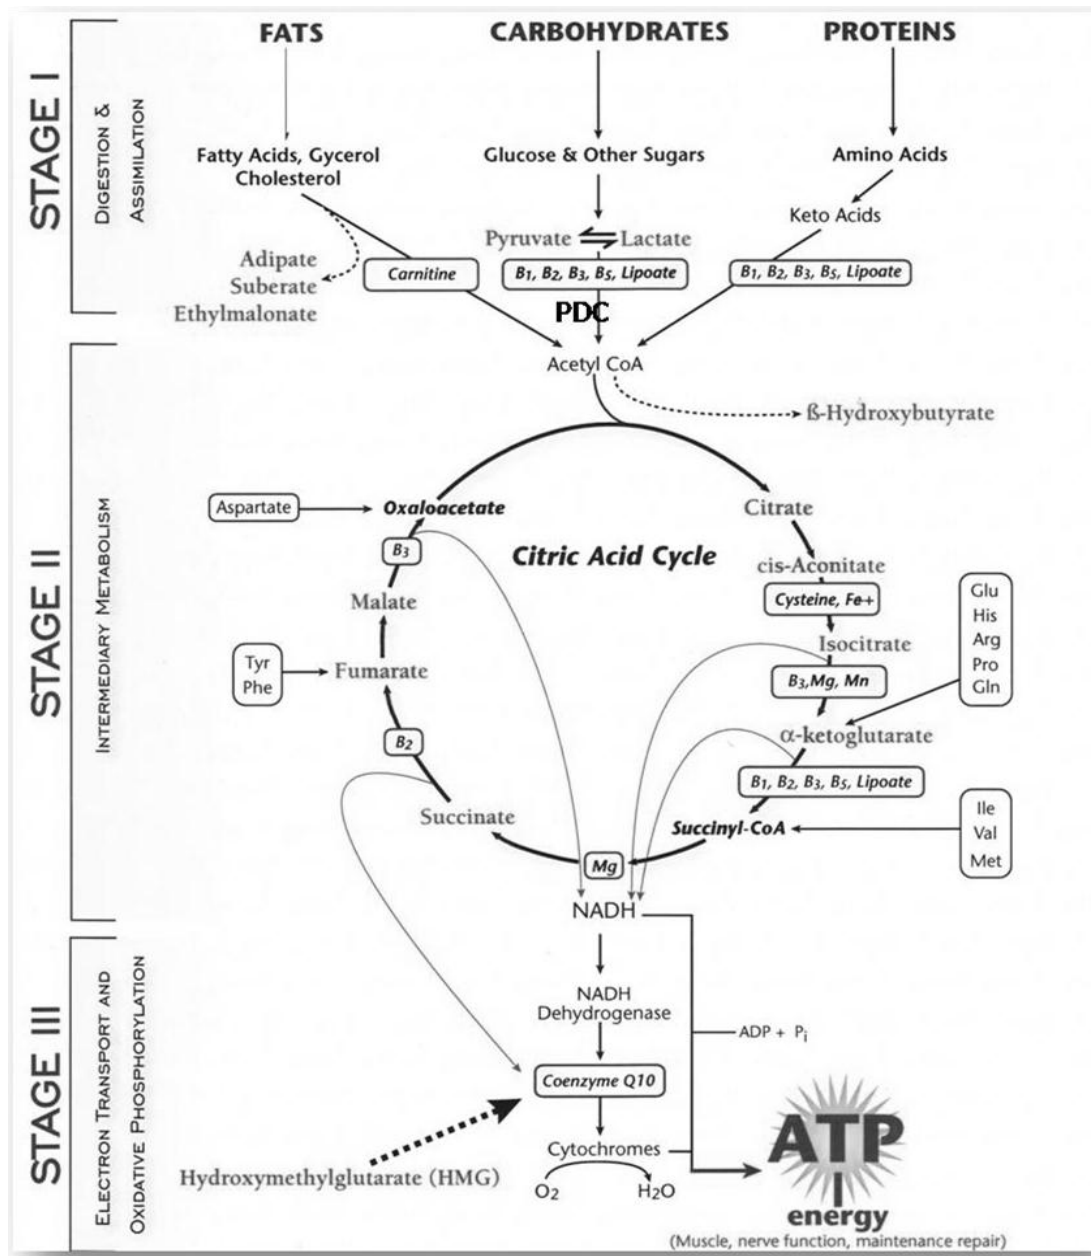 STAGE I
DIGESTION &
ASSIMILATION
FATS
CARBOHYDRATES
PROTEINS
Fatty Acids, Gycerol
Cholesterol
Glucose & Other Sugars
Amino Acids
Keto Acids
Pyruvate
Lactate
Adipate
Suberate
Ethylmalonate
Carnitine
B1, B2, B3, B5, Lipoate
B1, B2, B3, B5, Lipoate
PDC
STAGE II
INTERMEDIARY METABOLISM
Acetyl CoA
ß-Hydroxybutyrate
Aspartate
Oxaloacetate
Citrate
B3
Citric Acid Cycle
cis-Aconitate
Cysteine, Fe+
Malate
Isocitrate
Glu
His
Arg
Pro
Gln
Tyr
Phe
Fumarate
B3,Mg, Mn
α-ketoglutarate
B2
B1, B2, B3, B5, Lipoate
Succinate
Succinyl-CoA
Ile
Val
Met
Mg
NADH
STAGE III
ELECTRON TRANSPORT AND
OXIDATIVE PHOSPHORYLATION
NADH
Dehydrogenase
ADP + Pi
Coenzyme Q10
Cytochromes
Hydroxymethylglutarate (HMG)
O2
H2O
ATP
energy
(Muscle, nerve function, maintenance repair)